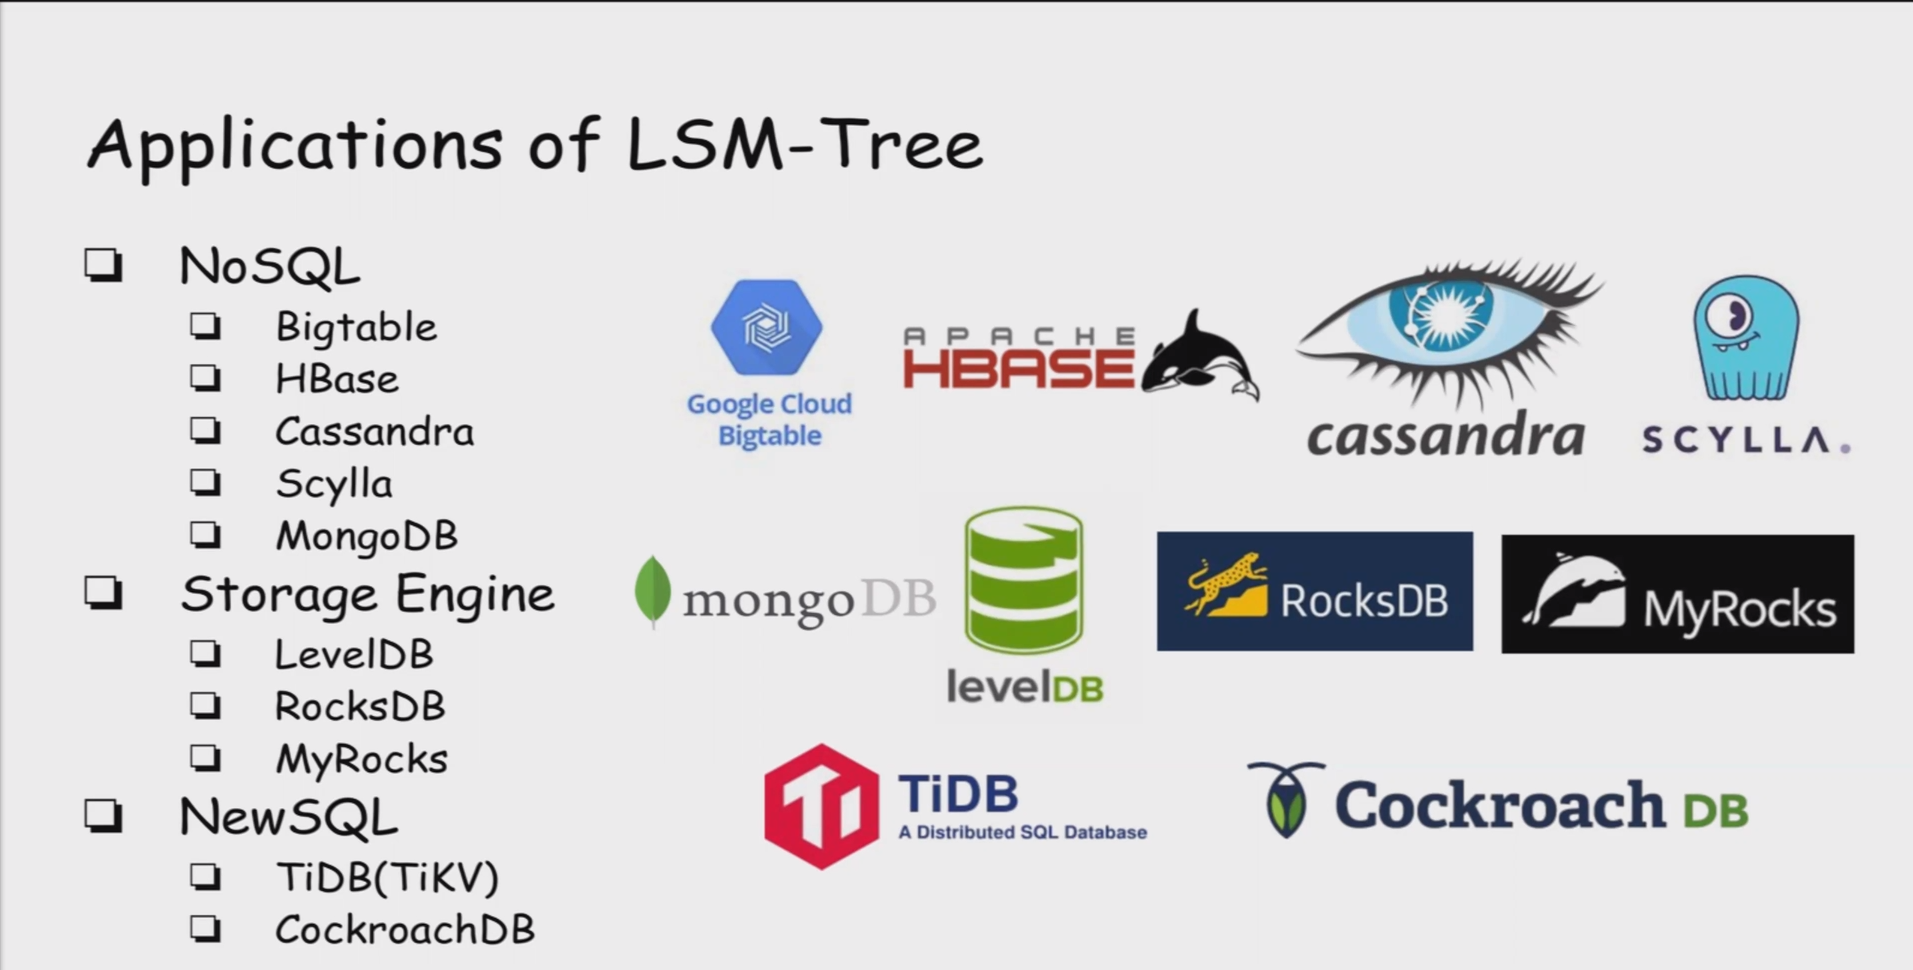 Applications of LSM-Tree
NoSQL
Bigtable
HBase
Cassandra
Scylla
MongoDB
Storage Engine
LevelDB
RocksDB
MyRocks
NewSQL
TiDB(TiKV)
CockroachDB
Google Cloud
Bigtable
APACHE
HBASE
cassandra
SCYLLA.
mongoDB
levelDB
RocksDB
MyRocks
TiDB
A Distributed SQL Database
Cockroach DB